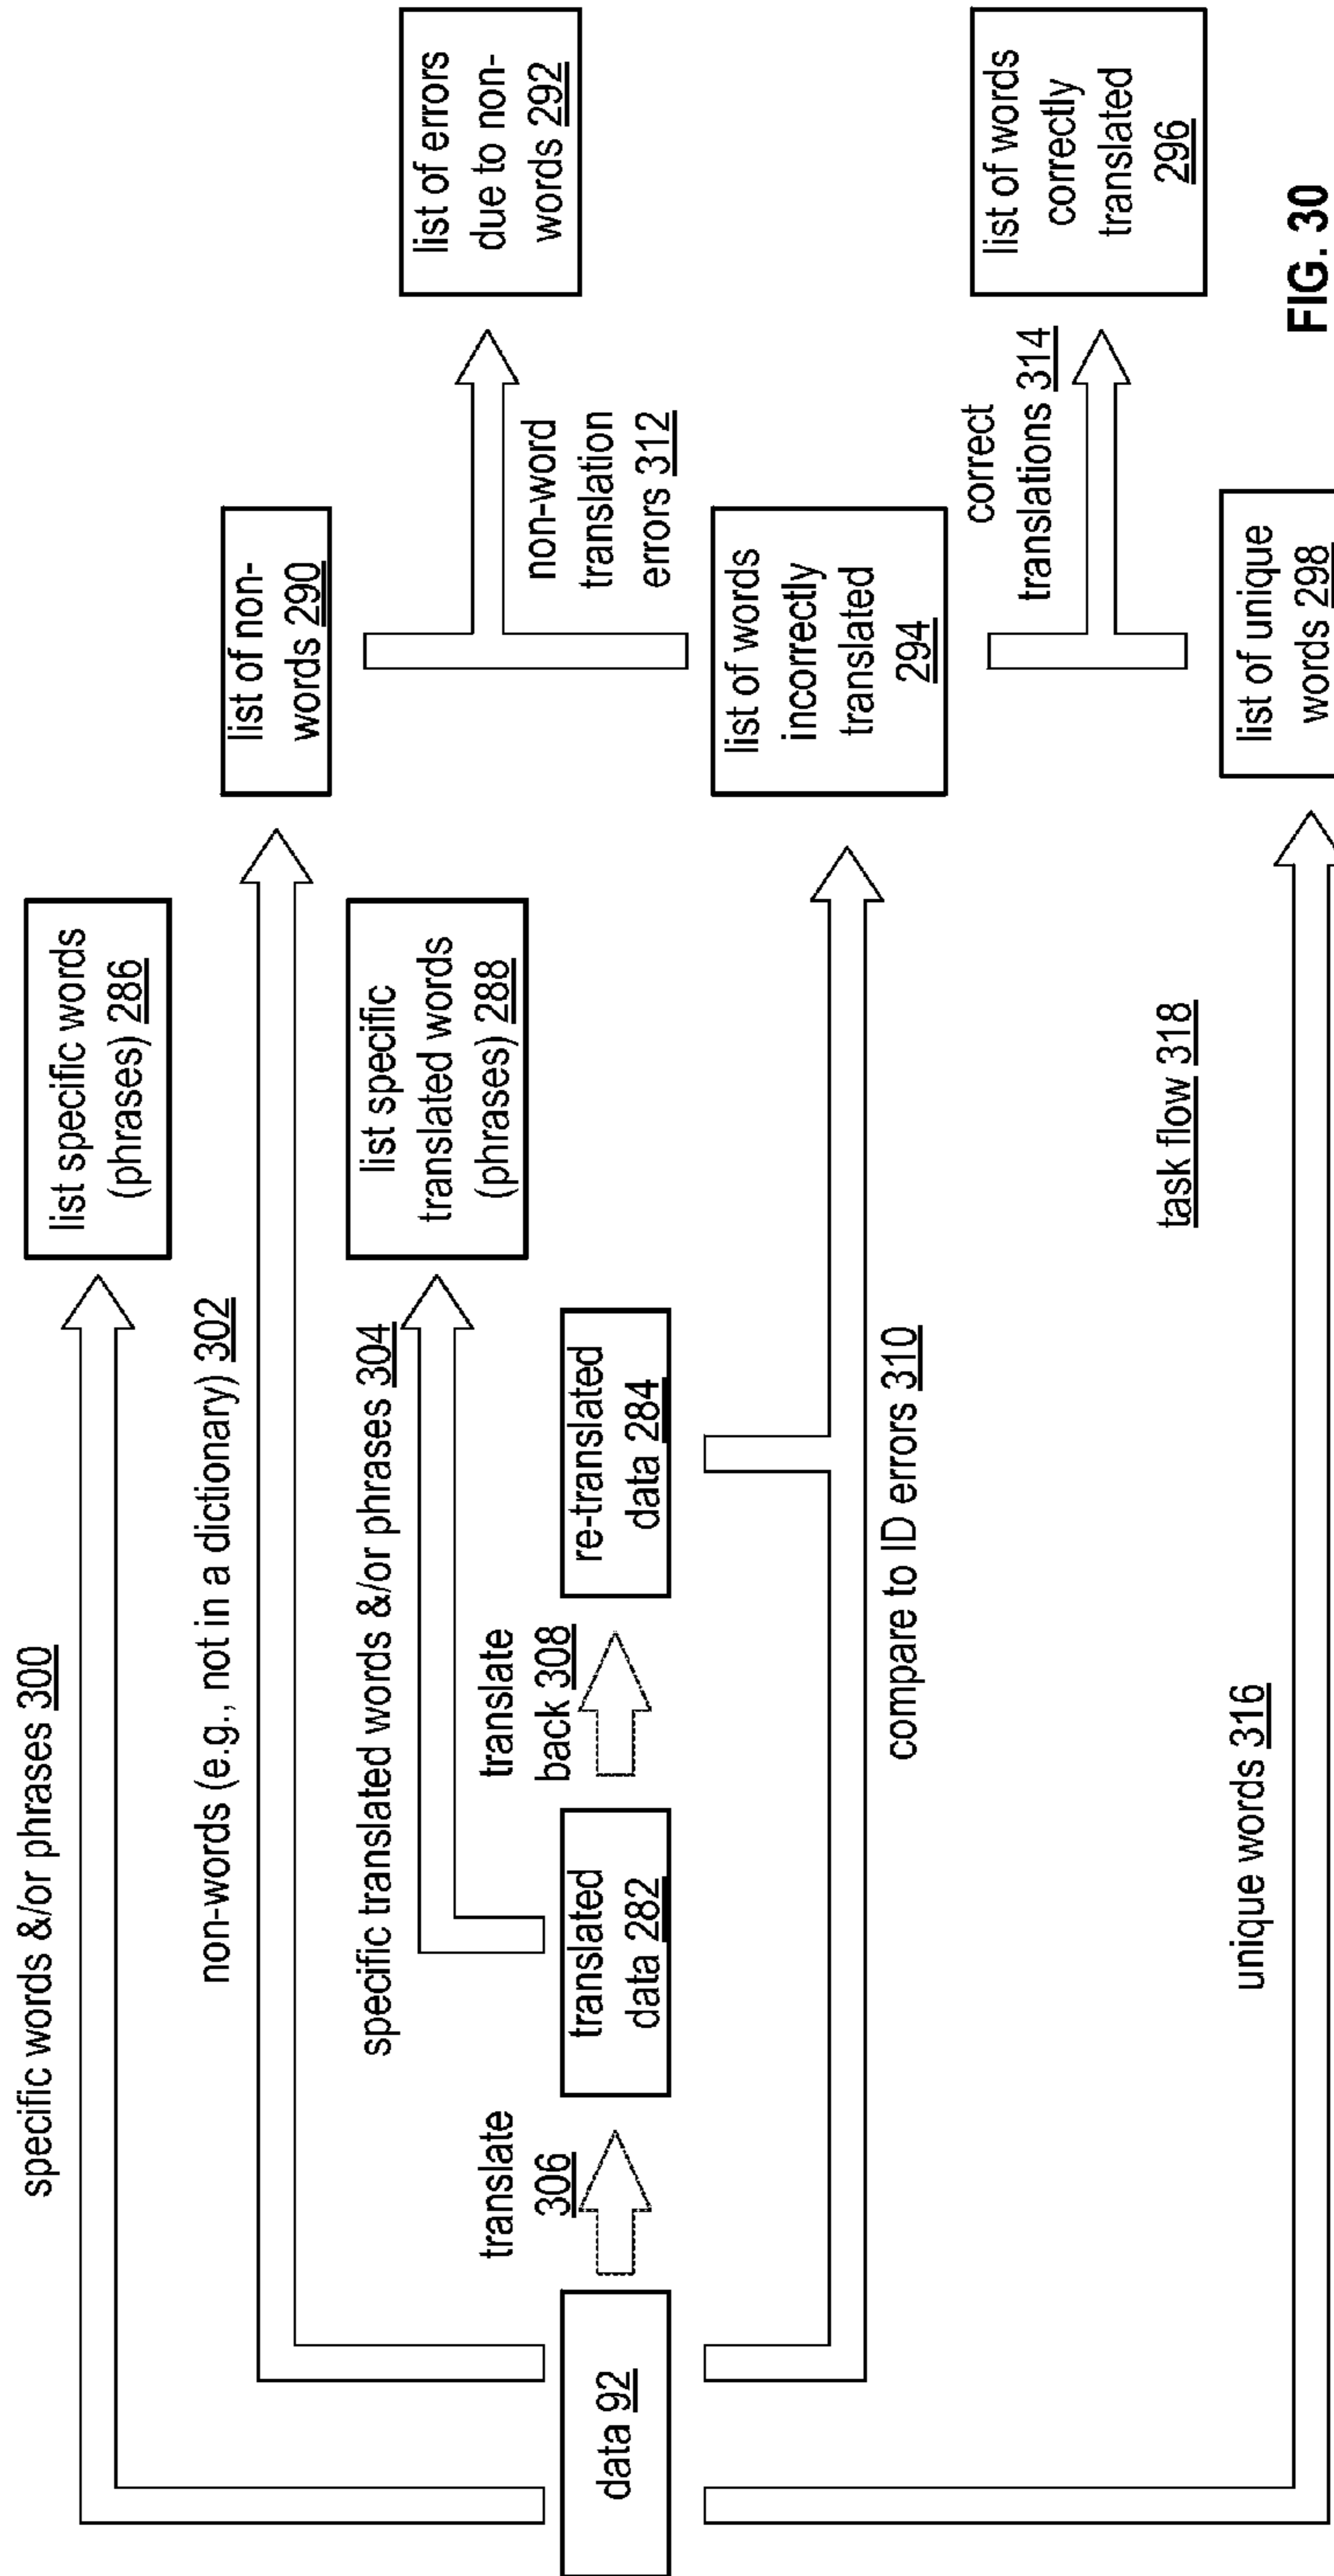 specific words &/or phrases 300
list specific words
(phrases) 286
non-words (e.g., not in a dictionary) 302
list of non-
words 290
list of errors
due to non-
words 292
specific translated words &/or phrases 304
list specific
translated words
(phrases) 288
non-word
translation
errors 312
data 92
translate
306
translated
data 282
translate
back 308
re-translated
data 284
list of words
incorrectly
translated
294
compare to ID errors 310
correct
translations 314
list of words
correctly
translated
296
task flow 318
unique words 316
list of unique
words 298
FIG. 30